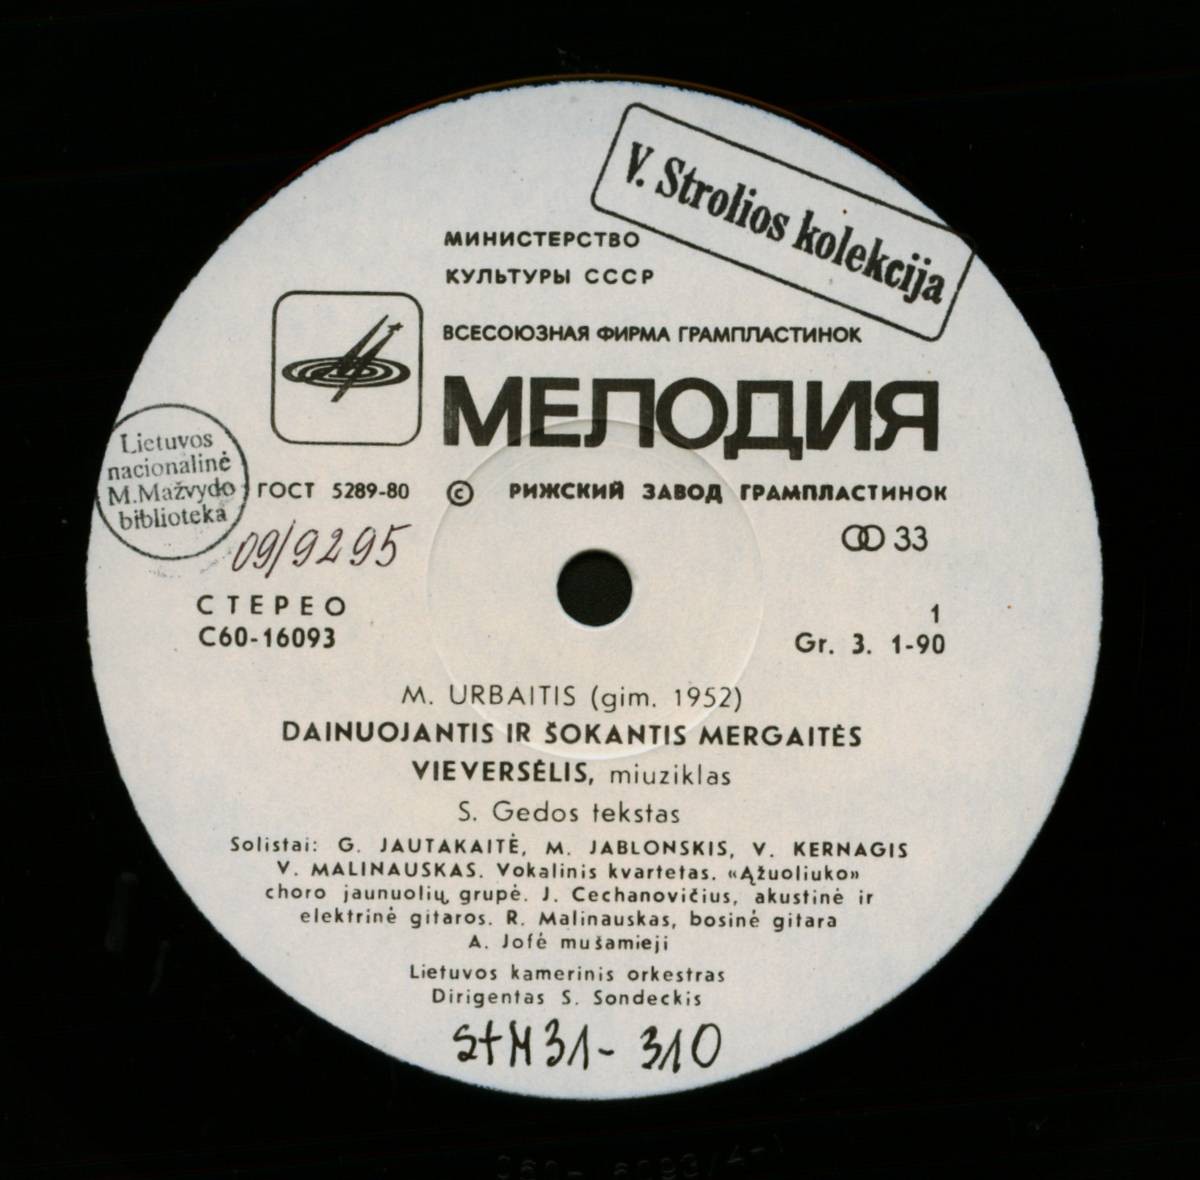 V. Strolios kolekcija
МИНИСТЕРСТВО
КУЛЬТУРЫ СССР
ВСЕСОЮЗНАЯ ФИРМА ГРАМПЛАСТИНОК
МЕЛОДИЯ
Lietuvos
nacionalinė
M.Mažvydo
biblioteka
ГОСТ 5289-80 © РИЖСКИЙ ЗАВОД ГРАМПЛАСТИНОК
09/9295
33
СТЕРЕО
С60-16093
1
Gr. 3. 1-90
M. URBAITIS (gim. 1952)
DAINUOJANTIS IR ŠOKANTIS MERGAITĖS
VIEVERSĖLIS, miuziklas
S. Gedos tekstas
Solistai: G. JAUTAKAITĖ, M. JABLONSKIS, V. KERNAGIS
V. MALINAUSKAS. Vokalinis kvartetas. «Ąžuoliuko»
choro jaunuolių grupė. J. Cechanovičius, akustinė ir
elektrinė gitaros. R. Malinauskas, bosinė gitara
A. Jofė mušamieji
Lietuvos kamerinis orkestras
Dirigentas S. Sondeckis
StM31-310